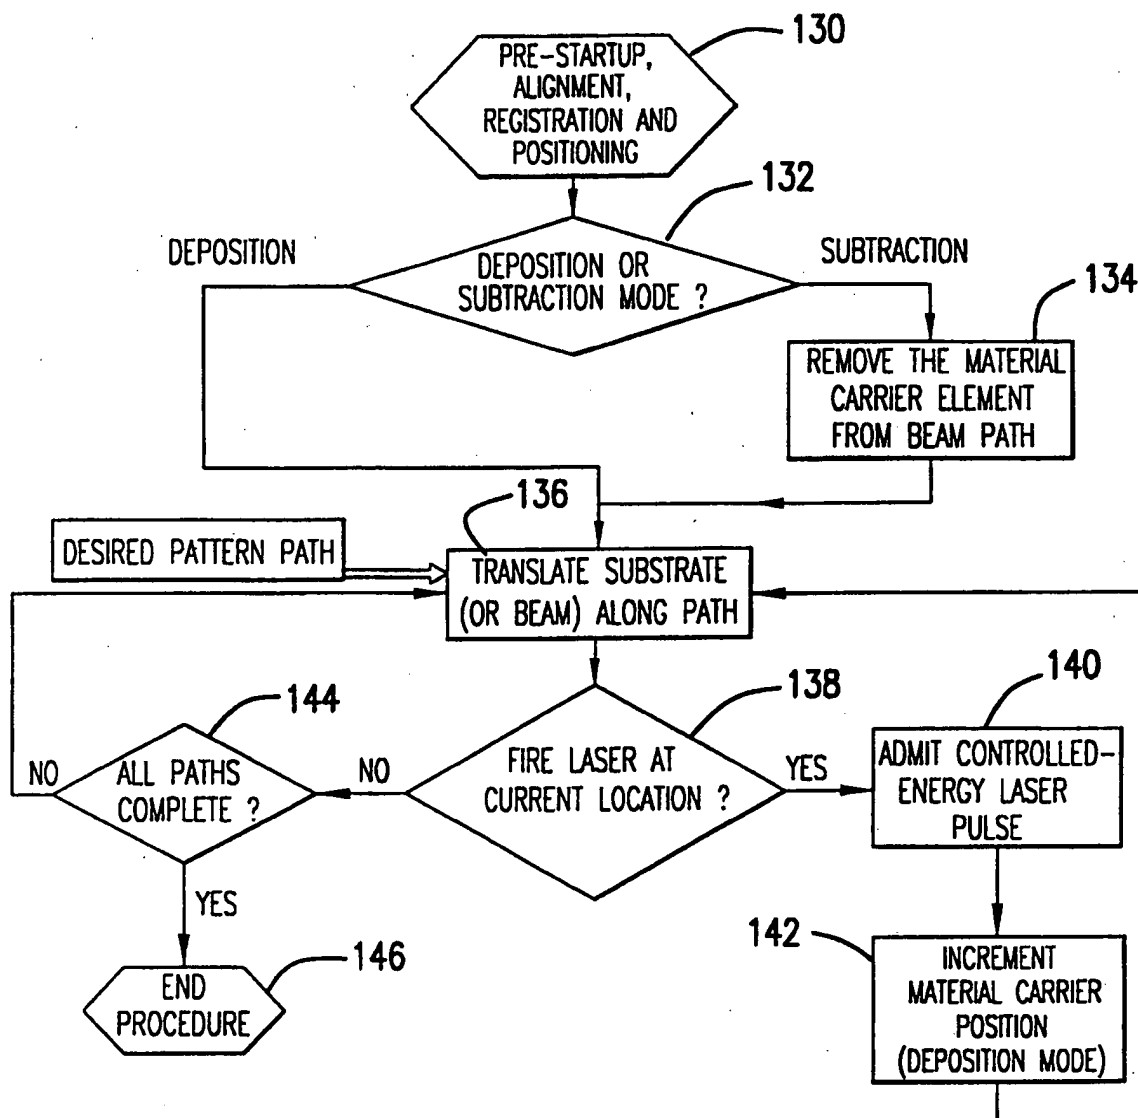 130
PRE-STARTUP,
ALIGNMENT,
REGISTRATION AND
POSITIONING
132
DEPOSITION
SUBTRACTION
DEPOSITION OR
SUBTRACTION MODE ?
134
REMOVE THE MATERIAL
CARRIER ELEMENT
FROM BEAM PATH
136
DESIRED PATTERN PATH
TRANSLATE SUBSTRATE
(OR BEAM) ALONG PATH
144
138
140
NO
ALL PATHS
COMPLETE ?
NO
FIRE LASER AT
CURRENT LOCATION ?
YES
ADMIT CONTROLLED-
ENERGY LASER
PULSE
YES
142
146
END
PROCEDURE
INCREMENT
MATERIAL CARRIER
POSITION
(DEPOSITION MODE)